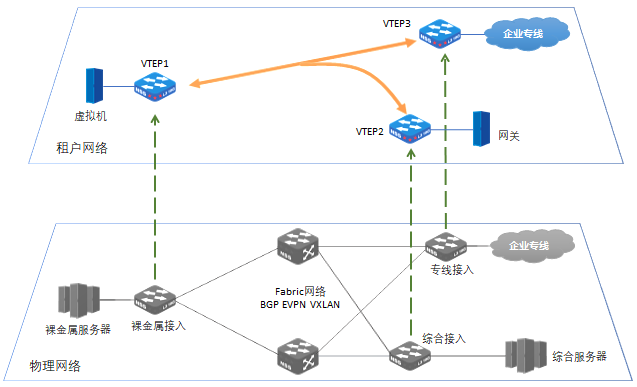 VTEP3
企业专线
VTEP1
虚拟机
VTEP2
网关
租户网络
企业专线
专线接入
Fabric网络
BGP EVPN VXLAN
裸金属服务器
裸金属接入
综合接入
综合服务器
物理网络